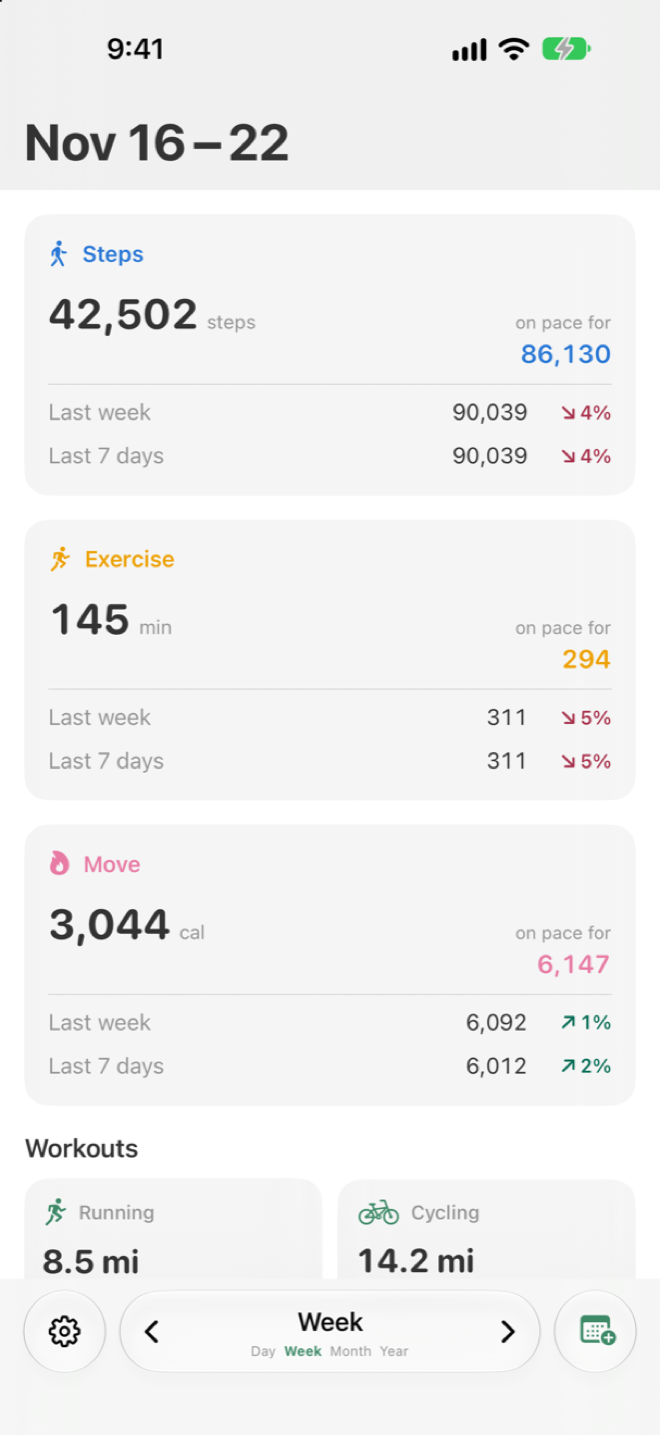 9:41
Nov 16 – 22
Steps
42,502 steps
on pace for
86,130
Last week 90,039 4%
Last 7 days 90,039 4%
Exercise
145 min
on pace for
294
Last week 311 5%
Last 7 days 311 5%
Move
3,044 cal
on pace for
6,147
Last week 6,092 1%
Last 7 days 6,012 2%
Workouts
Running
8.5 mi
Cycling
14.2 mi
Week
Day Week Month Year